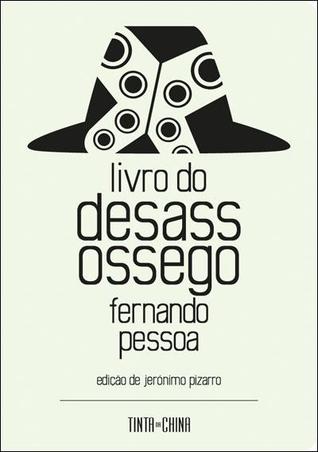 livro do
desass
ossego
fernando
pessoa
edição de jerónimo pizarro
TINTA DA CHINA